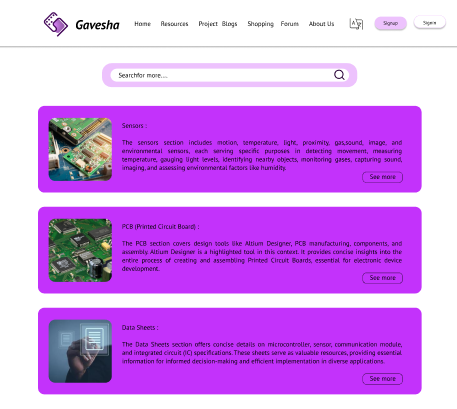 Gavesha
Home Resources Project Blogs Shopping Forum About Us
Signup
Signin
Searchfor more....
Sensors :
The sensors section includes motion, temperature, light, proximity, gas,sound, image, and
environmental sensors, each serving specific purposes in detecting movement, measuring
temperature, gauging light levels, identifying nearby objects, monitoring gases, capturing sound,
imaging, and assessing environmental factors like humidity.
See more
PCB (Printed Circuit Board) :
The PCB section covers design tools like Altium Designer, PCB manufacturing, components, and
assembly. Altium Designer is a highlighted tool in this context. It provides concise insights into the
entire process of creating and assembling Printed Circuit Boards, essential for electronic device
development.
See more
Data Sheets :
The Data Sheets section offers concise details on microcontroller, sensor, communication module,
and integrated circuit (IC) specifications. These sheets serve as valuable resources, providing essential
information for informed decision-making and efficient implementation in diverse applications.
See more